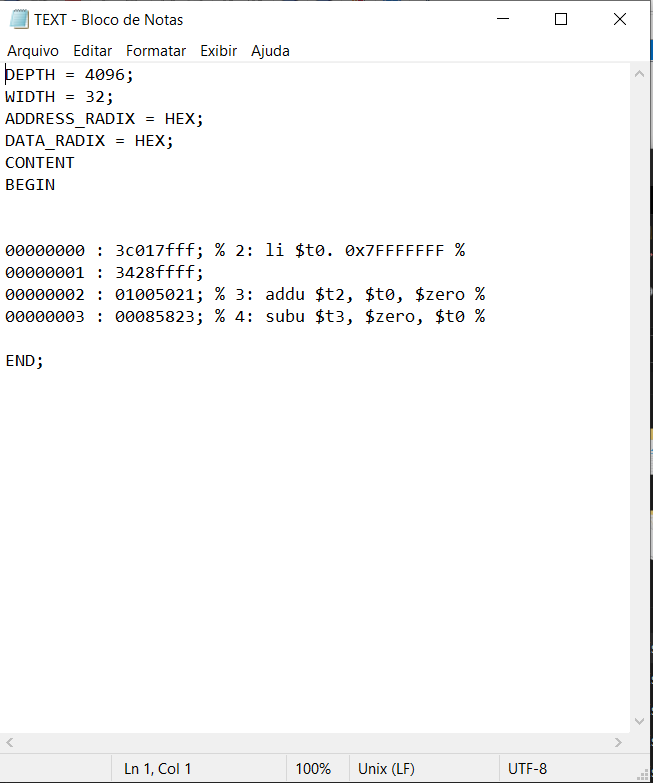 TEXT - Bloco de Notas
Arquivo Editar Formatar Exibir Ajuda
DEPTH = 4096;
WIDTH = 32;
ADDRESS_RADIX = HEX;
DATA_RADIX = HEX;
CONTENT
BEGIN
00000000 : 3c017fff; % 2: li $t0. 0x7FFFFFFF %
00000001 : 3428ffff;
00000002 : 01005021; % 3: addu $t2, $t0, $zero %
00000003 : 00085823; % 4: subu $t3, $zero, $t0 %
END;
Ln 1, Col 1 100% Unix (LF) UTF-8